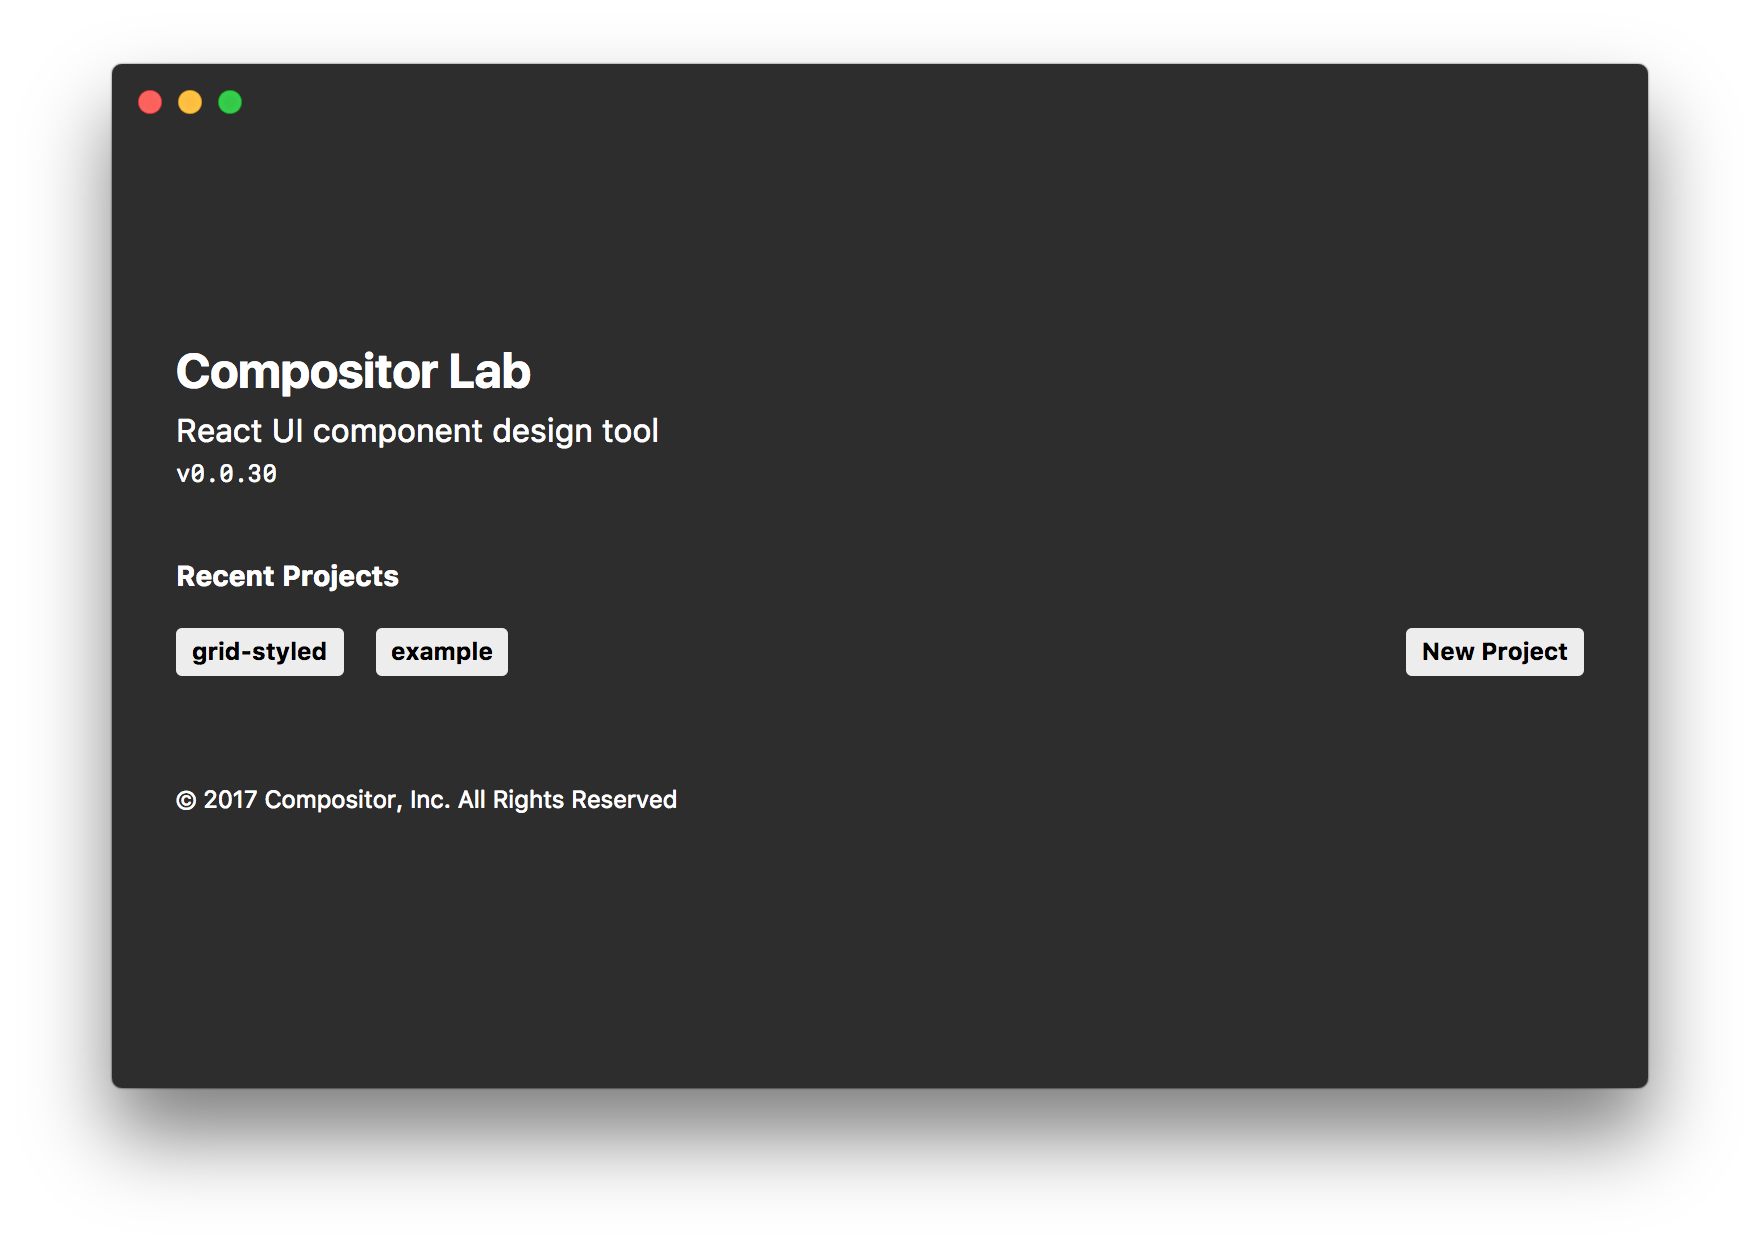 Compositor Lab
React UI component design tool
v0.0.30
Recent Projects
grid-styled example New Project
© 2017 Compositor, Inc. All Rights Reserved